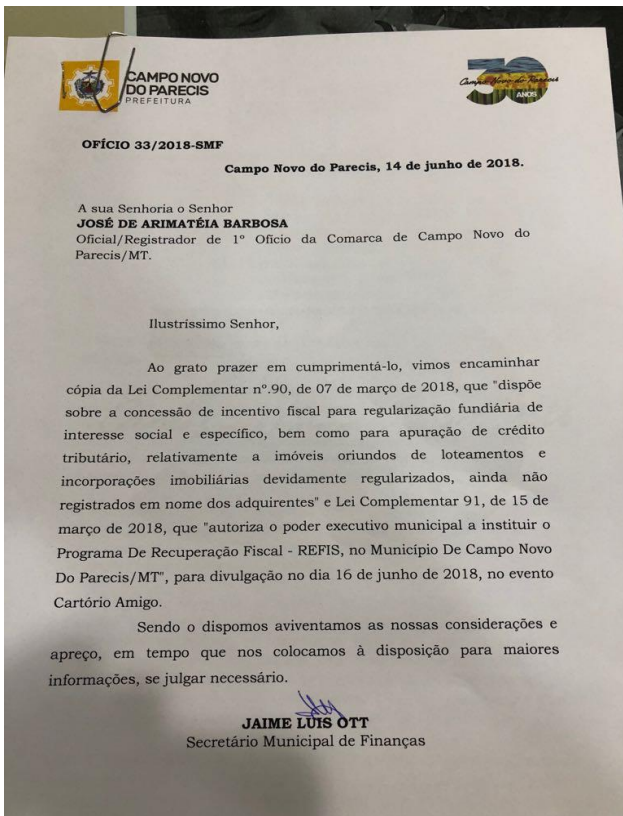 CAMPO NOVO
DO PARECIS
PREFEITURA
Campo Novo do Parecis
30
ANOS
OFÍCIO 33/2018-SMF
Campo Novo do Parecis, 14 de junho de 2018.
A sua Senhoria o Senhor
JOSÉ DE ARIMATÉIA BARBOSA
Oficial/Registrador de 1º Oficio da Comarca de Campo Novo do
Parecis/MT.
Ilustríssimo Senhor,
Ao grato prazer em cumprimentá-lo, vimos encaminhar
cópia da Lei Complementar nº.90, de 07 de março de 2018, que "dispõe
sobre a concessão de incentivo fiscal para regularização fundiária de
interesse social e específico, bem como para apuração de crédito
tributário, relativamente a imóveis oriundos de loteamentos e
incorporações imobiliárias devidamente regularizados, ainda não
registrados em nome dos adquirentes" e Lei Complementar 91, de 15 de
março de 2018, que "autoriza o poder executivo municipal a instituir o
Programa De Recuperação Fiscal - REFIS, no Município De Campo Novo
Do Parecis/MT", para divulgação no dia 16 de junho de 2018, no evento
Cartório Amigo.
Sendo o dispomos aviventamos as nossas considerações e
apreço, em tempo que nos colocamos à disposição para maiores
informações, se julgar necessário.
JAIME LUIS OTT
Secretário Municipal de Finanças